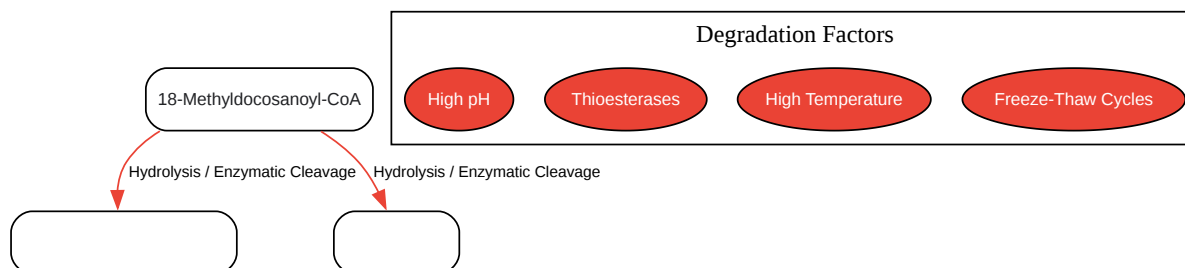 Degradation Factors
18-Methyldocosanoyl-CoA
High pH
Thioesterases
High Temperature
Freeze-Thaw Cycles
Hydrolysis / Enzymatic Cleavage
Hydrolysis / Enzymatic Cleavage